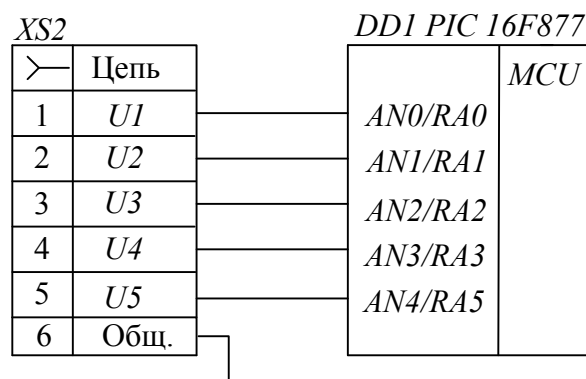 XS2
DD1 PIC 16F877
Цепь
MCU
1 U1
AN0/RA0
2 U2
AN1/RA1
3 U3
AN2/RA2
4 U4
AN3/RA3
5 U5
AN4/RA5
6 Общ.